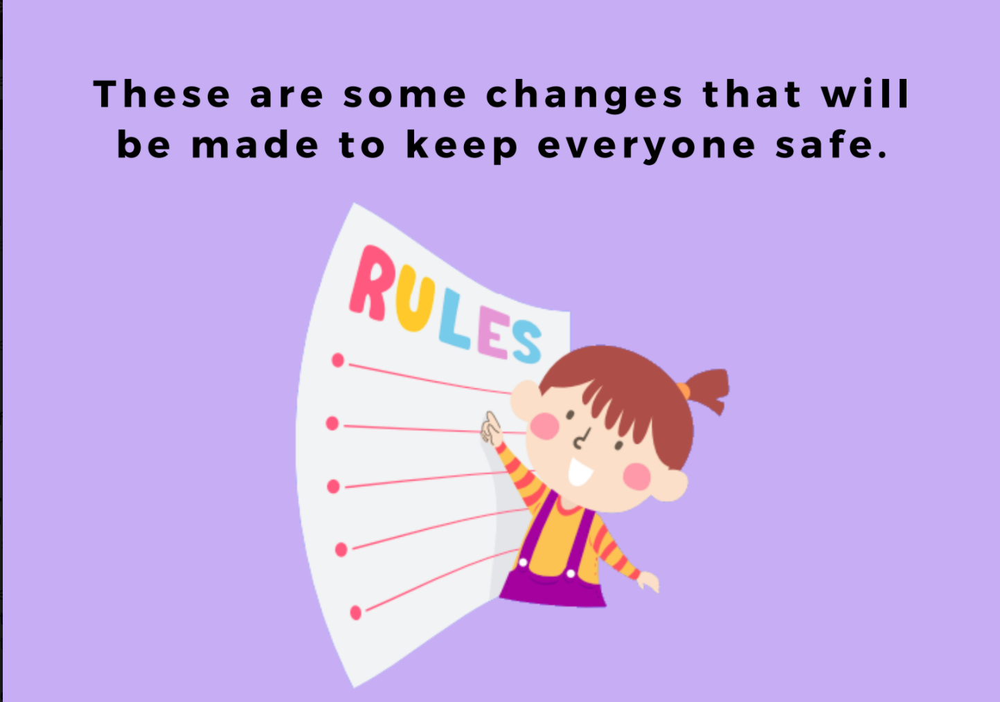 These are some changes that will
be made to keep everyone safe.
RULES